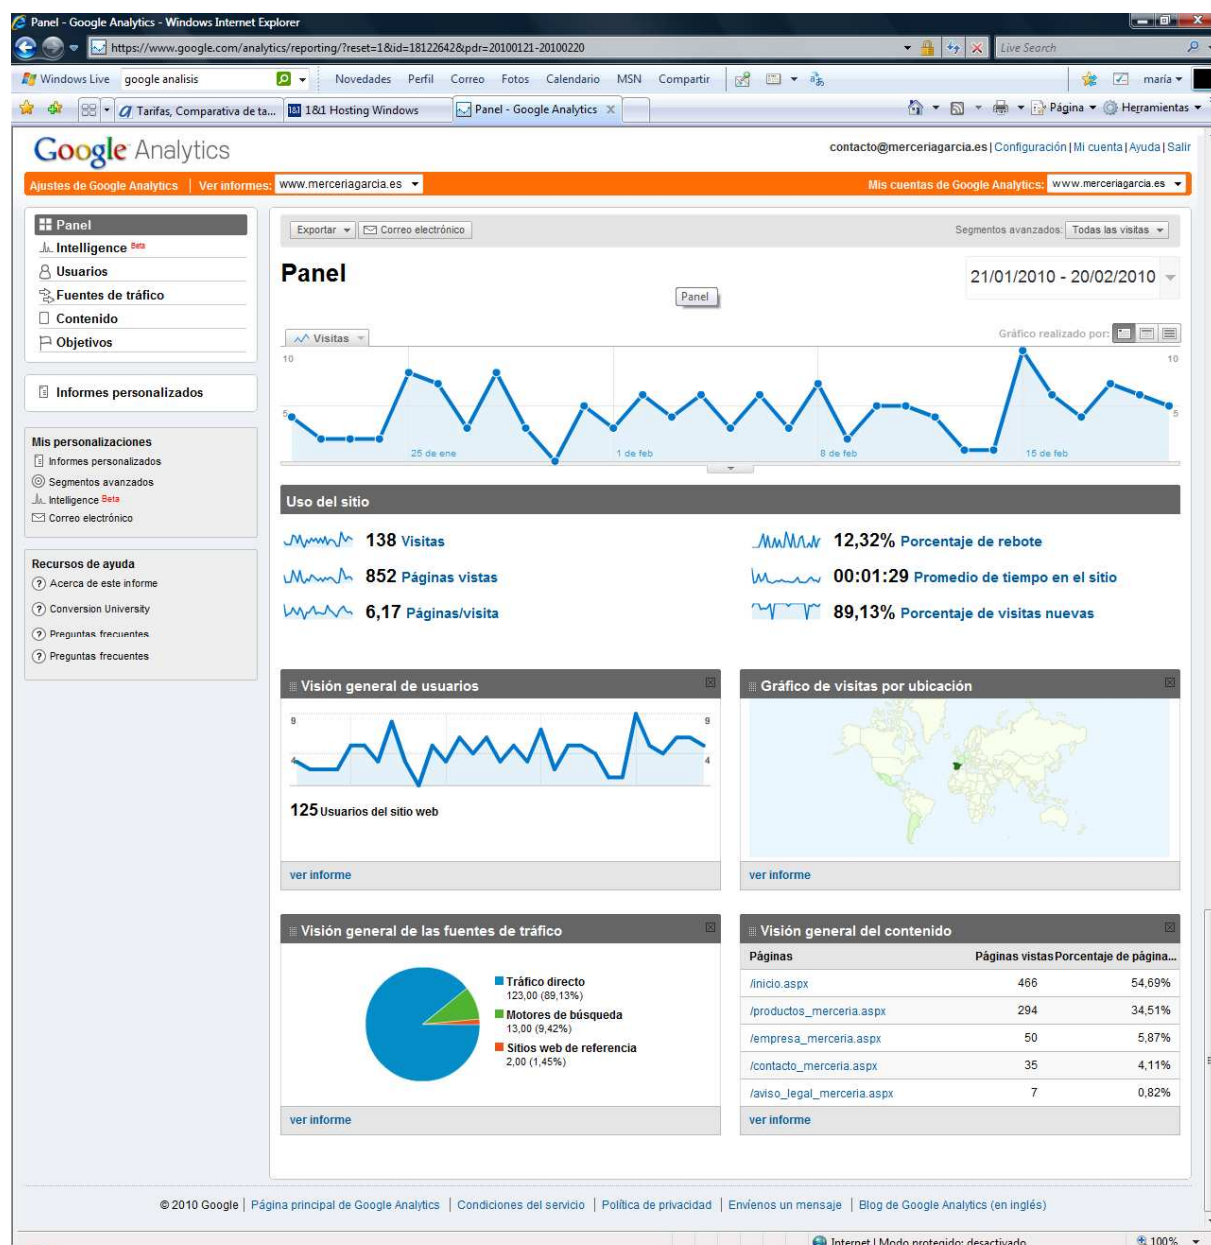 Panel - Google Analytics - Windows Internet Explorer
https://www.google.com/analytics/reporting/?reset=1&id=18122642&pdr=20100121-20100220
Live Search
Windows Live google analisis Novedades Perfil Correo Fotos Calendario MSN Compartir maría
Tarifas, Comparativa de ta... 1&1 Hosting Windows Panel - Google Analytics Página Herramientas
Google Analytics
contacto@merceriagarcia.es | Configuración | Mi cuenta | Ayuda | Salir
Ajustes de Google Analytics | Ver informes: www.merceriagarcia.es Mis cuentas de Google Analytics: www.merceriagarcia.es
Panel
Intelligence Beta
Usuarios
Fuentes de tráfico
Contenido
Objetivos
Informes personalizados
Mis personalizaciones
Informes personalizados
Segmentos avanzados
Intelligence Beta
Correo electrónico
Recursos de ayuda
Acerca de este informe
Conversion University
Preguntas frecuentes
Preguntas frecuentes
Exportar Correo electrónico Segmentos avanzados: Todas las visitas
Panel
21/01/2010 - 20/02/2010
Panel
Visitas
Gráfico realizado por:
10 10
5 5
25 de ene 1 de feb 8 de feb 15 de feb
Uso del sitio
138 Visitas
852 Páginas vistas
6,17 Páginas/visita
12,32% Porcentaje de rebote
00:01:29 Promedio de tiempo en el sitio
89,13% Porcentaje de visitas nuevas
Visión general de usuarios
9 9
4 4
125 Usuarios del sitio web
ver informe
Gráfico de visitas por ubicación
ver informe
Visión general de las fuentes de tráfico
Tráfico directo
123,00 (89,13%)
Motores de búsqueda
13,00 (9,42%)
Sitios web de referencia
2,00 (1,45%)
ver informe
Visión general del contenido
Páginas Páginas vistas Porcentaje de página...
/inicio.aspx 466 54,69%
/productos_merceria.aspx 294 34,51%
/empresa_merceria.aspx 50 5,87%
/contacto_merceria.aspx 35 4,11%
/aviso_legal_merceria.aspx 7 0,82%
ver informe
© 2010 Google | Página principal de Google Analytics | Condiciones del servicio | Política de privacidad | Envíenos un mensaje | Blog de Google Analytics (en inglés)
Internet | Modo protegido: desactivado 100%